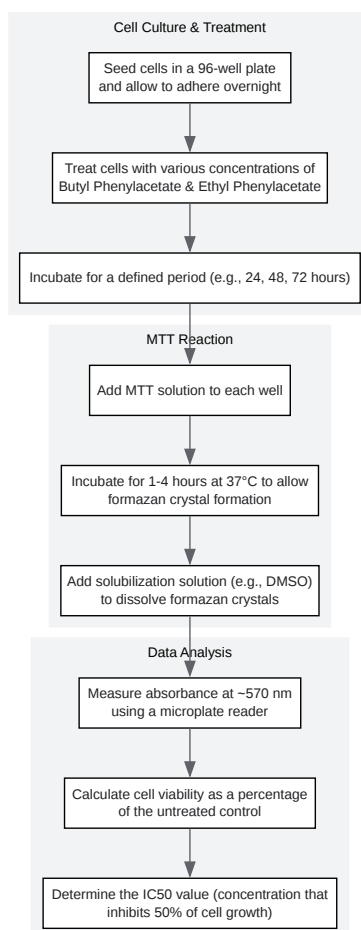 Cell Culture & Treatment
Seed cells in a 96-well plate
and allow to adhere overnight
Treat cells with various concentrations of
Butyl Phenylacetate & Ethyl Phenylacetate
Incubate for a defined period (e.g., 24, 48, 72 hours)
MTT Reaction
Add MTT solution to each well
Incubate for 1-4 hours at 37°C to allow
formazan crystal formation
Add solubilization solution (e.g., DMSO)
to dissolve formazan crystals
Data Analysis
Measure absorbance at ~570 nm
using a microplate reader
Calculate cell viability as a percentage
of the untreated control
Determine the IC50 value (concentration that
inhibits 50% of cell growth)